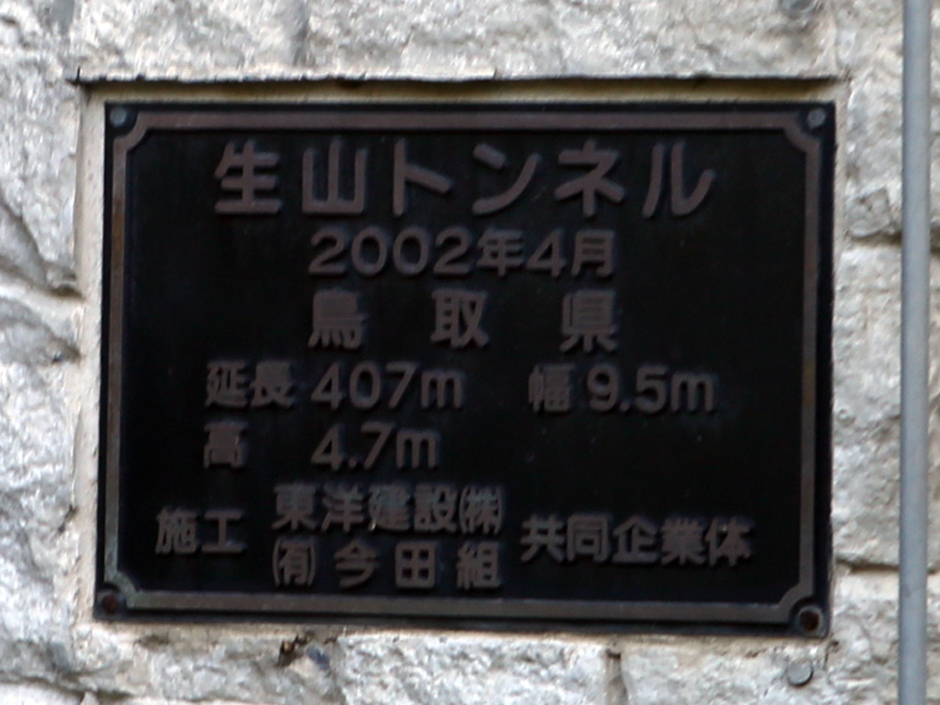 生山トンネル
2002年4月
鳥取県
延長 407m 幅 9.5m
高 4.7m
施工 東洋建設㈱ 共同企業体
㈲今田組